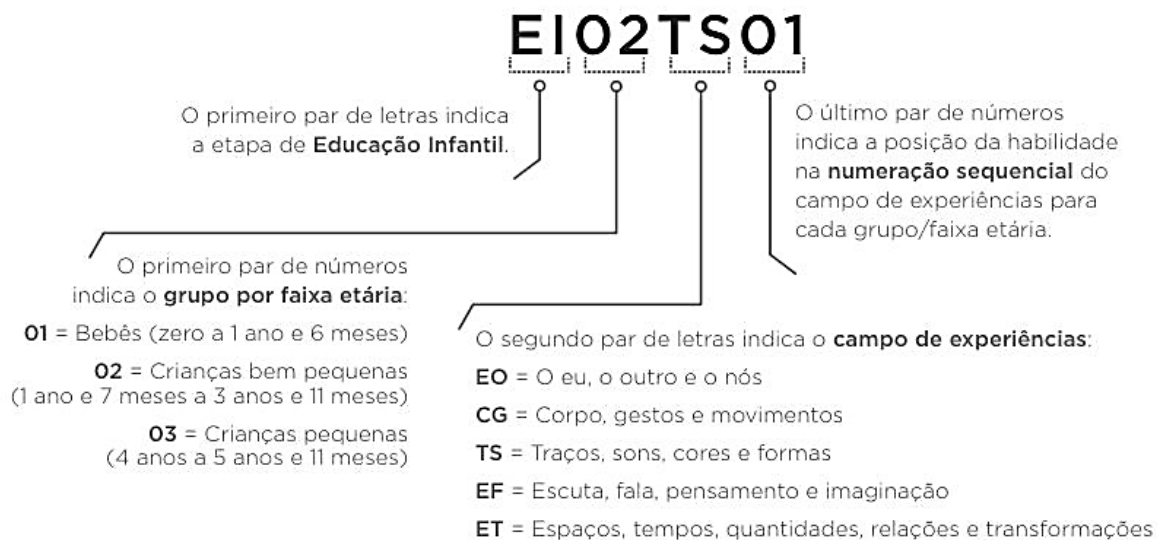 EI02TS01
O primeiro par de letras indica
a etapa de Educação Infantil.
O último par de números
indica a posição da habilidade
na numeração sequencial do
campo de experiências para
cada grupo/faixa etária.
O primeiro par de números
indica o grupo por faixa etária:
01 = Bebês (zero a 1 ano e 6 meses)
02 = Crianças bem pequenas
(1 ano e 7 meses a 3 anos e 11 meses)
03 = Crianças pequenas
(4 anos a 5 anos e 11 meses)
O segundo par de letras indica o campo de experiências:
EO = O eu, o outro e o nós
CG = Corpo, gestos e movimentos
TS = Traços, sons, cores e formas
EF = Escuta, fala, pensamento e imaginação
ET = Espaços, tempos, quantidades, relações e transformações